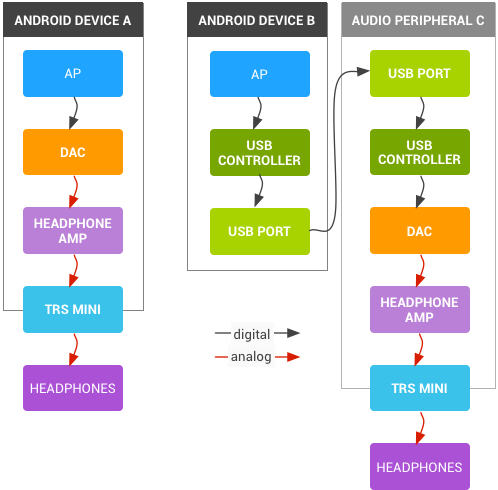 ANDROID DEVICE A
AP
DAC
HEADPHONE
AMP
TRS MINI
HEADPHONES
ANDROID DEVICE B
AP
USB
CONTROLLER
USB PORT
digital
analog
AUDIO PERIPHERAL C
USB PORT
USB
CONTROLLER
DAC
HEADPHONE
AMP
TRS MINI
HEADPHONES